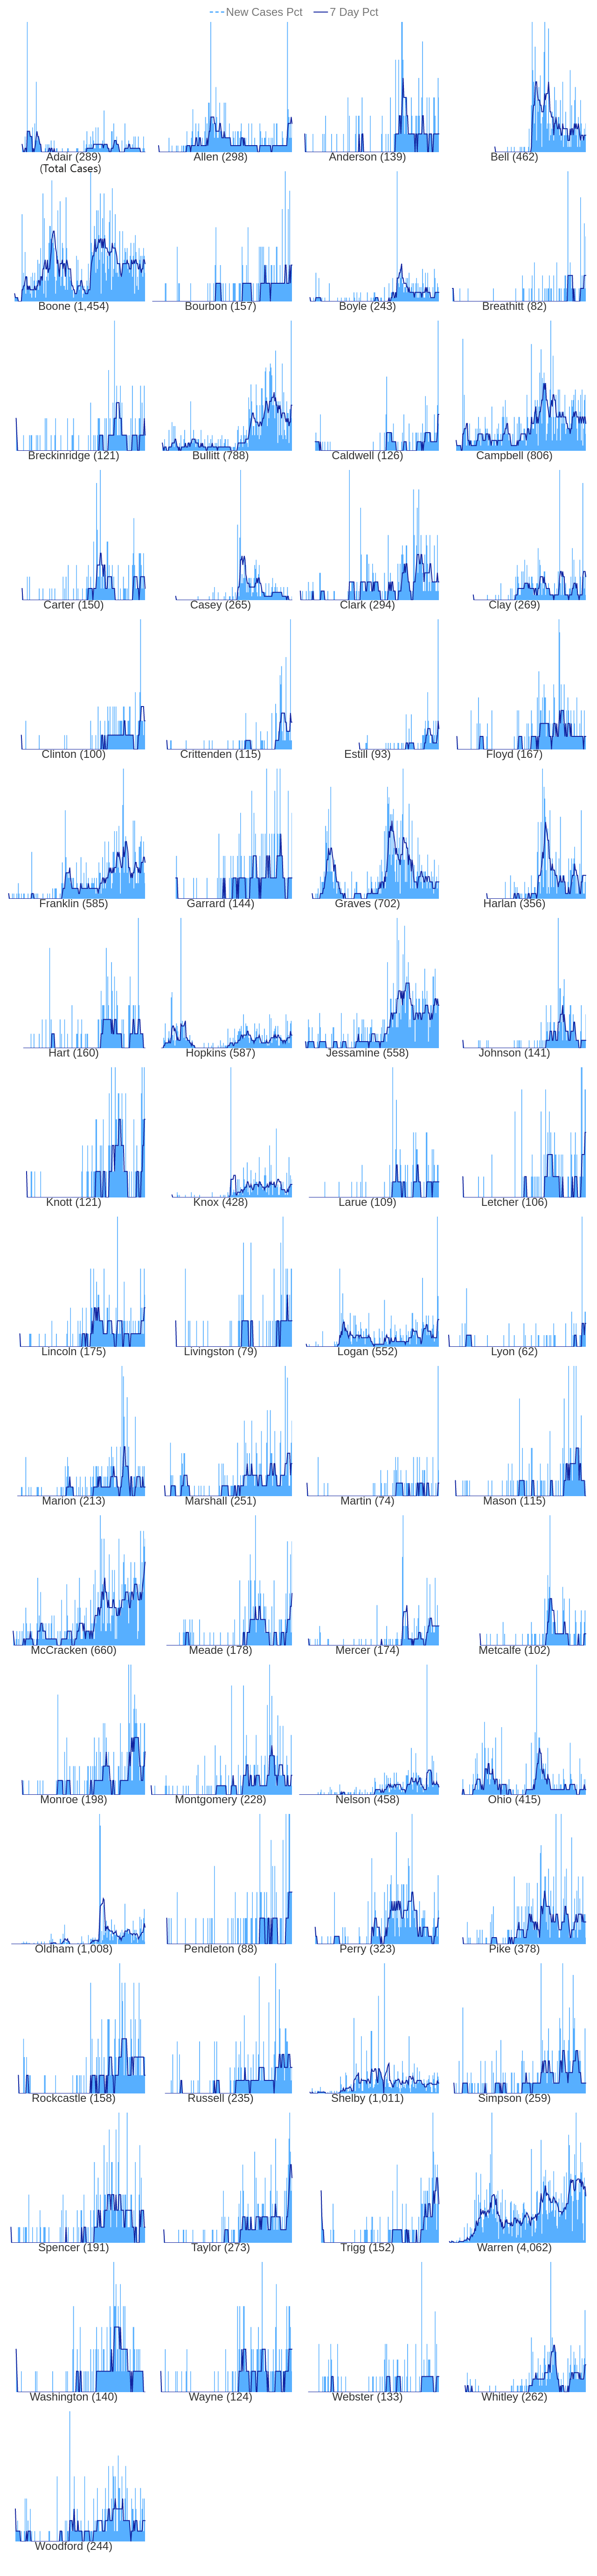 New Cases Pct 7 Day Pct
Adair (289) Allen (298) Anderson (139) Bell (462)
(Total Cases)
Boone (1,454) Bourbon (157) Boyle (243) Breathitt (82)
Breckinridge (121) Bullitt (788) Caldwell (126) Campbell (806)
Carter (150) Casey (265) Clark (294) Clay (269)
Clinton (100) Crittenden (115) Estill (93) Floyd (167)
Franklin (585) Garrard (144) Graves (702) Harlan (356)
Hart (160) Hopkins (587) Jessamine (558) Johnson (141)
Knott (121) Knox (428) Larue (109) Letcher (106)
Lincoln (175) Livingston (79) Logan (552) Lyon (62)
Marion (213) Marshall (251) Martin (74) Mason (115)
McCracken (660) Meade (178) Mercer (174) Metcalfe (102)
Monroe (198) Montgomery (228) Nelson (458) Ohio (415)
Oldham (1,008) Pendleton (88) Perry (323) Pike (378)
Rockcastle (158) Russell (235) Shelby (1,011) Simpson (259)
Spencer (191) Taylor (273) Trigg (152) Warren (4,062)
Washington (140) Wayne (124) Webster (133) Whitley (262)
Woodford (244)